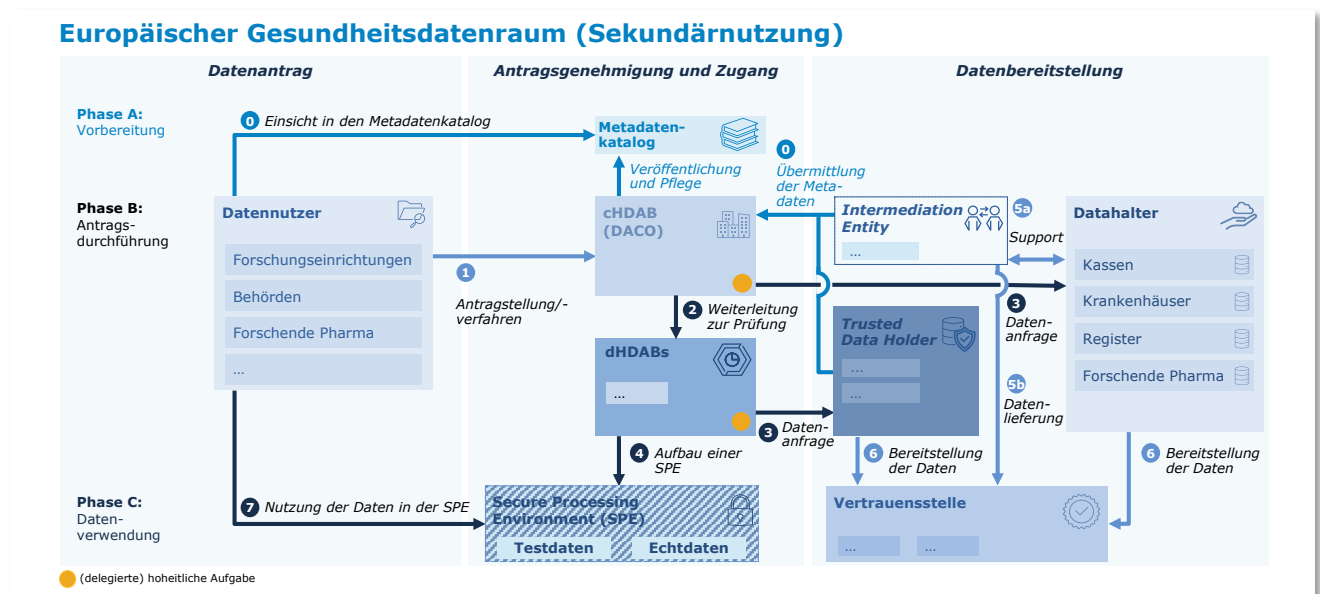 Europäischer Gesundheitsdatenraum (Sekundärnutzung)
Datenantrag
Antragsgenehmigung und Zugang
Datenbereitstellung
Phase A:
Vorbereitung
0 Einsicht in den Metadatenkatalog
Metadaten-
katalog
Veröffentlichung
und Pflege
0
Übermittlung
der Meta-
daten
Phase B:
Antrags-
durchführung
Datennutzer
Forschungseinrichtungen
Behörden
Forschende Pharma
...
1
Antragstellung/-
verfahren
cHDAB
(DACO)
2 Weiterleitung
zur Prüfung
dHDABs
...
3 Daten-
anfrage
4 Aufbau einer
SPE
Intermediation
Entity
...
5a
Support
Trusted
Data Holder
...
...
3
Daten-
anfrage
5b
Daten-
lieferung
Datahalter
Kassen
Krankenhäuser
Register
Forschende Pharma
6 Bereitstellung
der Daten
6 Bereitstellung
der Daten
Phase C:
Daten-
verwendung
7 Nutzung der Daten in der SPE
Secure Processing
Environment (SPE)
Testdaten
Echtdaten
Vertrauensstelle
...
...
(delegierte) hoheitliche Aufgabe